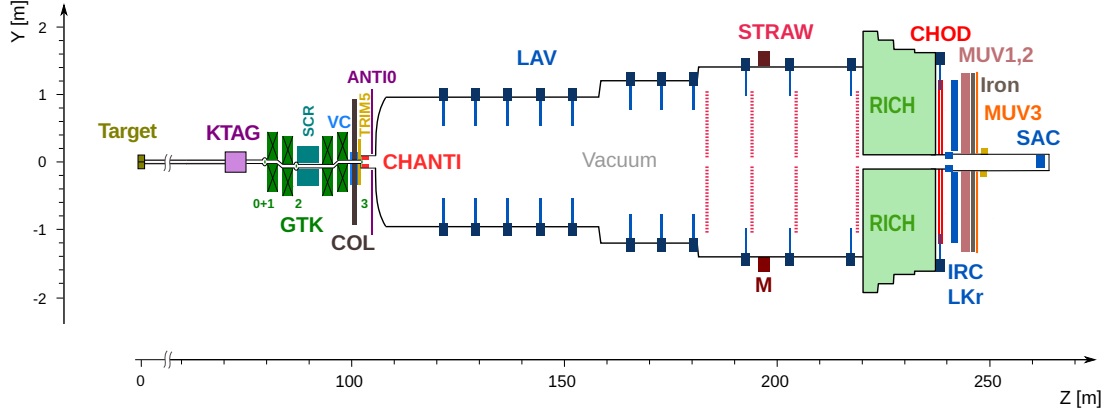 Y [m]
2
1
0
-1
-2
Target
KTAG
SCR
VC
TRIM5
ANTI0
CHANTI
0+1
2
3
GTK
COL
LAV
Vacuum
STRAW
M
RICH
RICH
CHOD
MUV1,2
Iron
MUV3
SAC
IRC
LKr
0
100
150
200
250
Z [m]